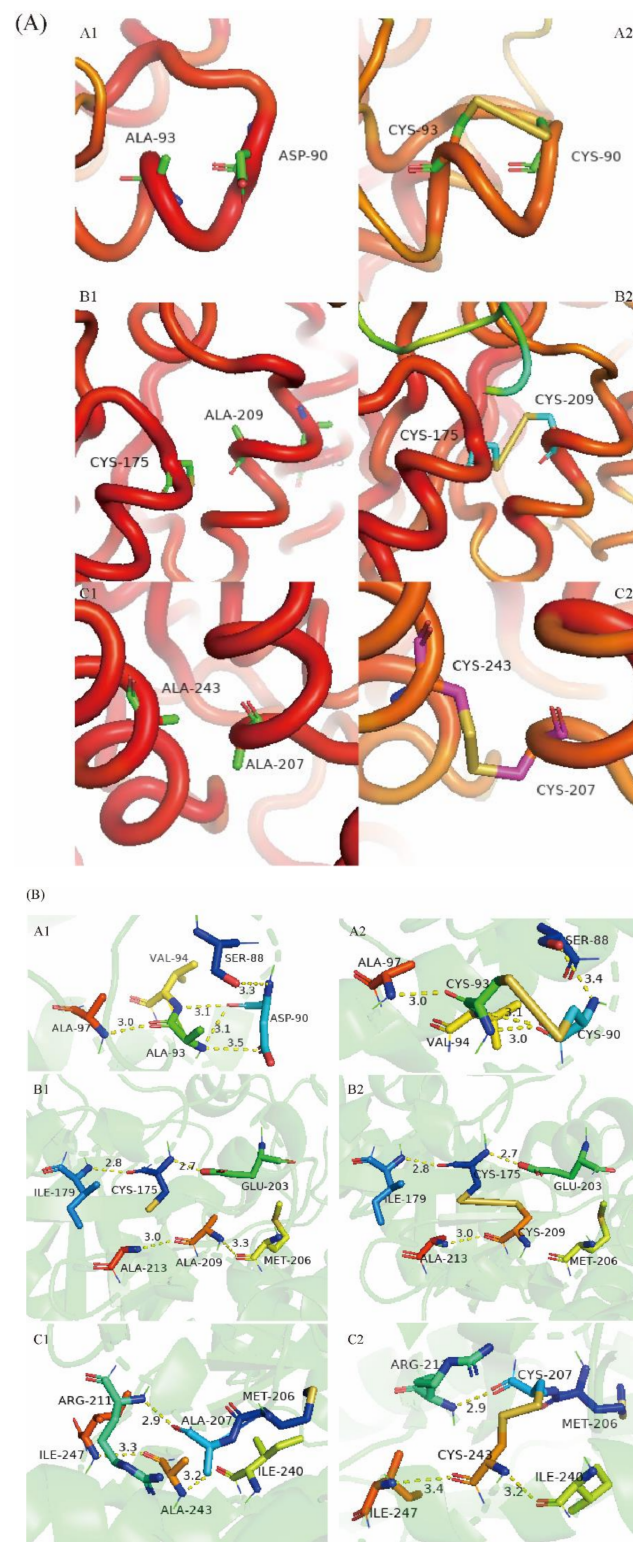 (A)
A1
A2
ALA-93
ASP-90
CYS-93
CYS-90
B1
B2
ALA-209
CYS-175
CYS-209
CYS-175
C1
C2
ALA-243
ALA-207
CYS-243
CYS-207
(B)
A1
SER-88
VAL-94
3.3
ALA-97
3.0
3.1
3.1
ASP-90
ALA-93
3.5
A2
SER-88
ALA-97
CYS-93
3.4
3.0
3.1
VAL-94
3.0
CYS-90
B1
2.8
2.7
ILE-179
CYS-175
GLU-203
3.0
3.3
ALA-213
ALA-209
MET-206
B2
2.7
2.8
CYS-175
ILE-179
GLU-203
3.0
CYS-209
ALA-213
MET-206
C1
MET-206
ARG-211
2.9
ALA-207
ILE-247
3.3
3.2
ILE-240
ALA-243
C2
CYS-207
2.9
MET-206
CYS-243
ILE-240
3.4
3.2
ILE-247